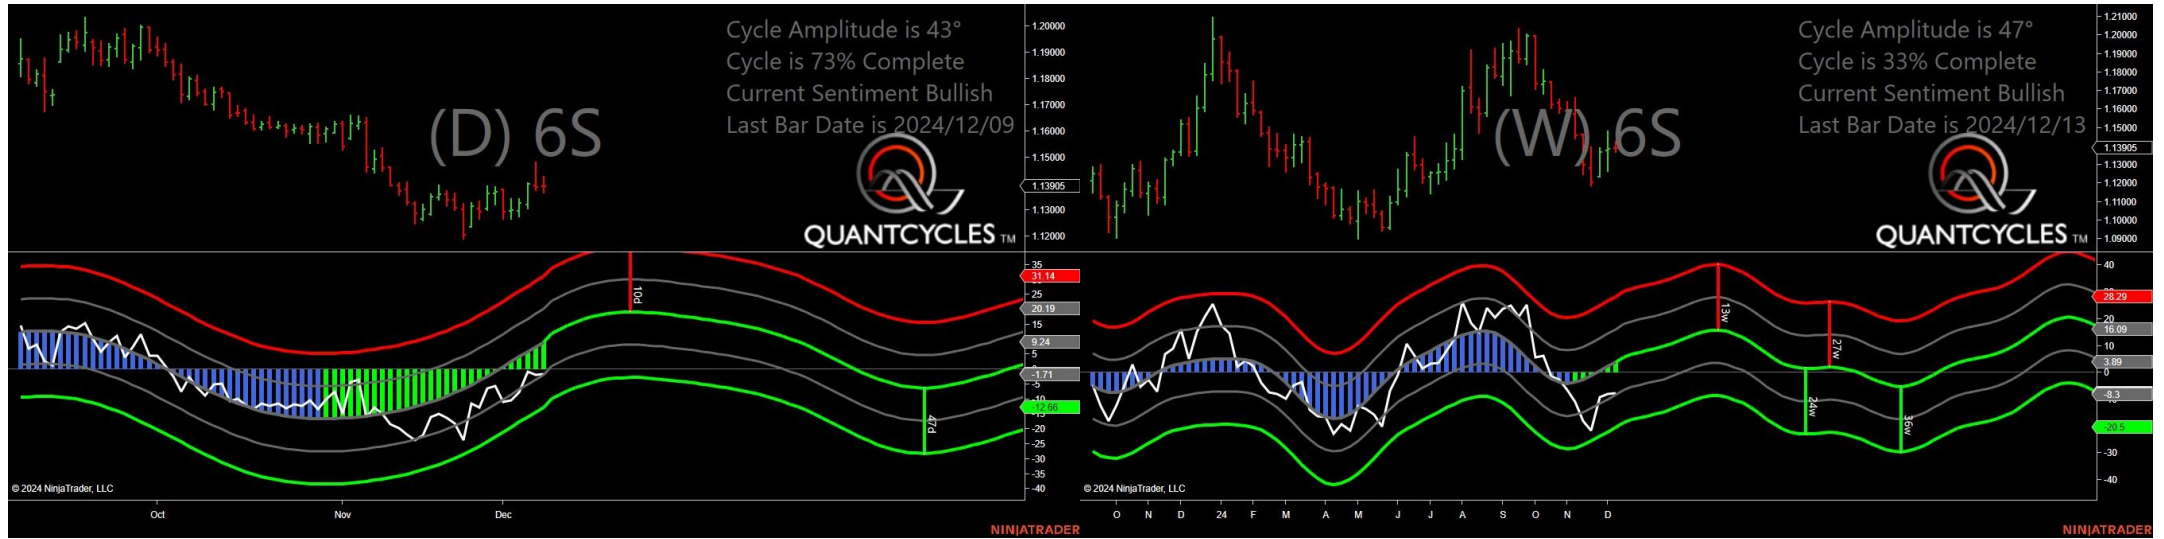 Cycle Amplitude is 43°
Cycle is 73% Complete
Current Sentiment Bullish
Last Bar Date is 2024/12/09
(D) 6S
QUANTCYCLES TM
1.20000
1.19000
1.18000
1.17000
1.16000
1.15000
1.13905
1.13000
1.12000
10d
47d
35
31.14
25
20.19
15
9.24
5
-1.71
-5
-10
-12.66
-15
-20
-25
-30
-35
-40
© 2024 NinjaTrader, LLC
Oct
Nov
Dec
NINJATRADER
Cycle Amplitude is 47°
Cycle is 33% Complete
Current Sentiment Bullish
Last Bar Date is 2024/12/13
(W) 6S
QUANTCYCLES TM
1.21000
1.20000
1.19000
1.18000
1.17000
1.16000
1.15000
1.13905
1.13000
1.12000
1.11000
1.10000
1.09000
13w
27w
24w
36w
40
28.29
20
16.09
10
3.89
0
-8.3
-20.5
-30
-40
© 2024 NinjaTrader, LLC
O N D 24 F M A M J J A S O N D
NINJATRADER